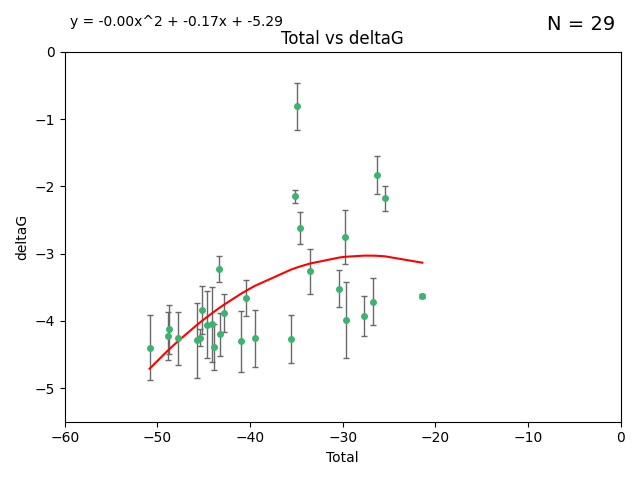 y = -0.00x^2 + -0.17x + -5.29
N = 29
Total vs deltaG
0
−1
−2
−3
−4
−5
deltaG
−60 −50 −40 −30 −20 −10 0
Total